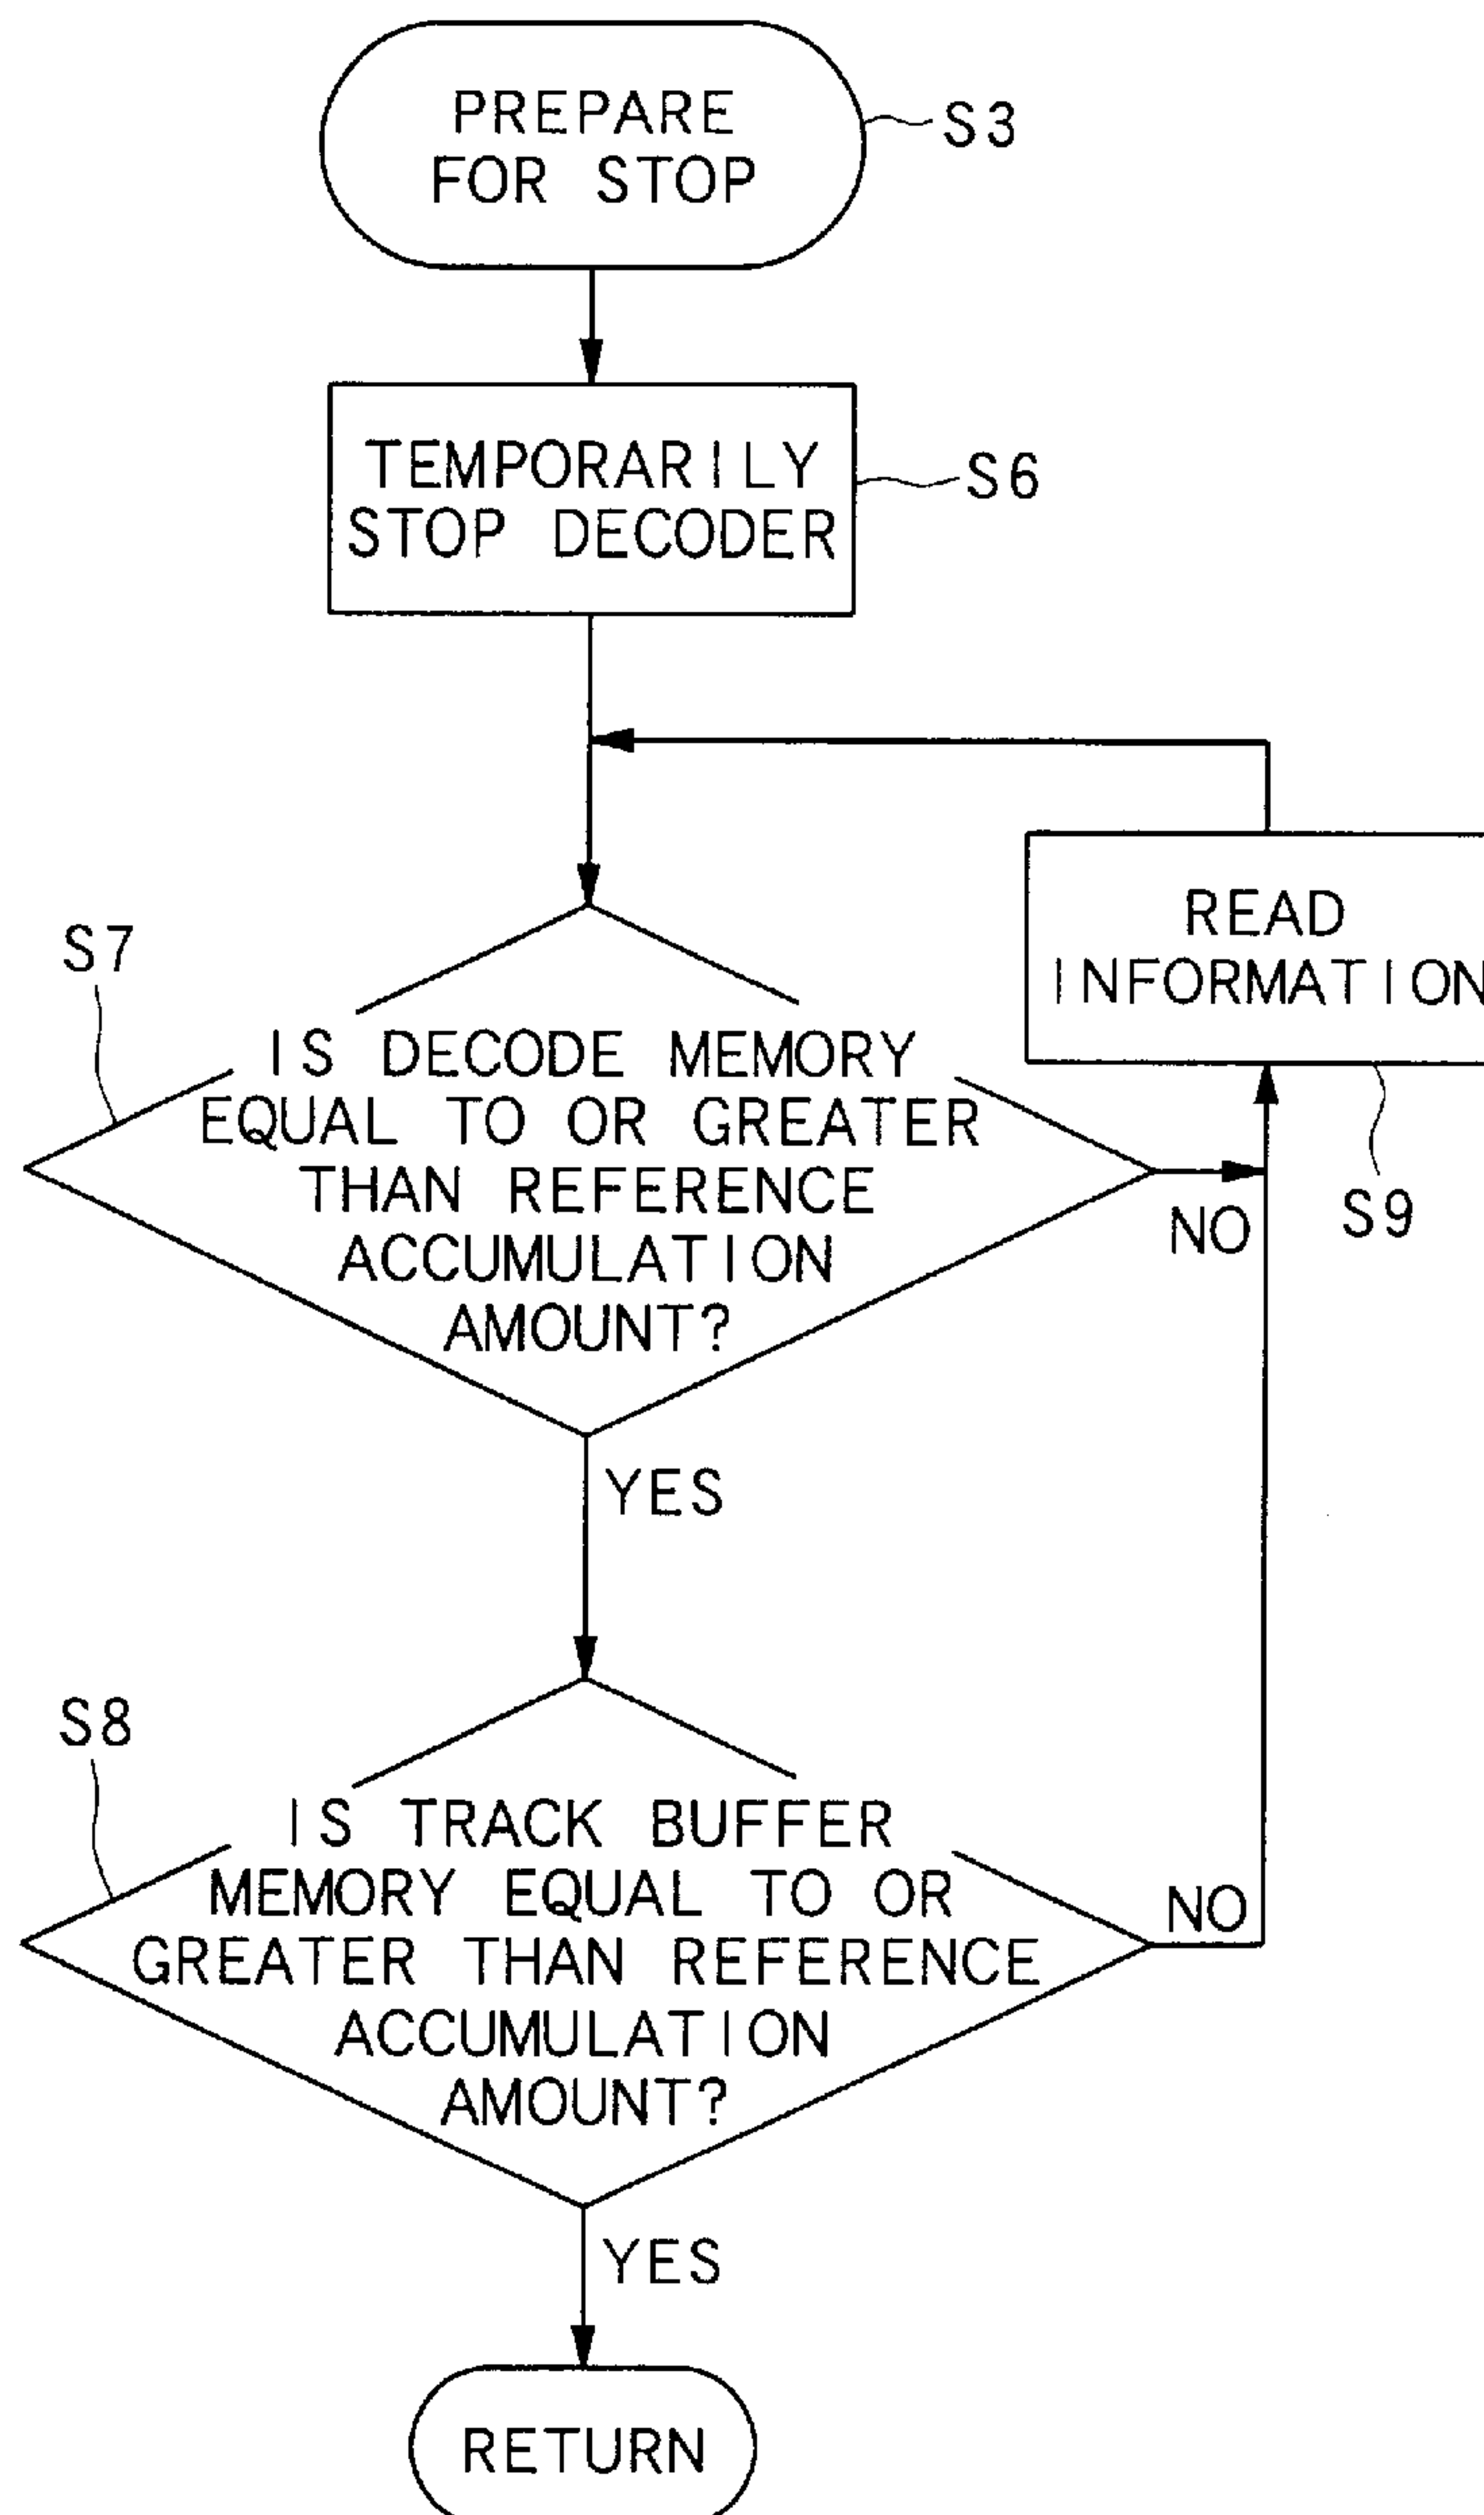 PREPARE
FOR STOP
S3
TEMPORARILY
STOP DECODER
S6
READ
INFORMATION
S9
S7
IS DECODE MEMORY
EQUAL TO OR GREATER
THAN REFERENCE
ACCUMULATION
AMOUNT?
NO
YES
S8
IS TRACK BUFFER
MEMORY EQUAL TO OR
GREATER THAN REFERENCE
ACCUMULATION
AMOUNT?
NO
YES
RETURN